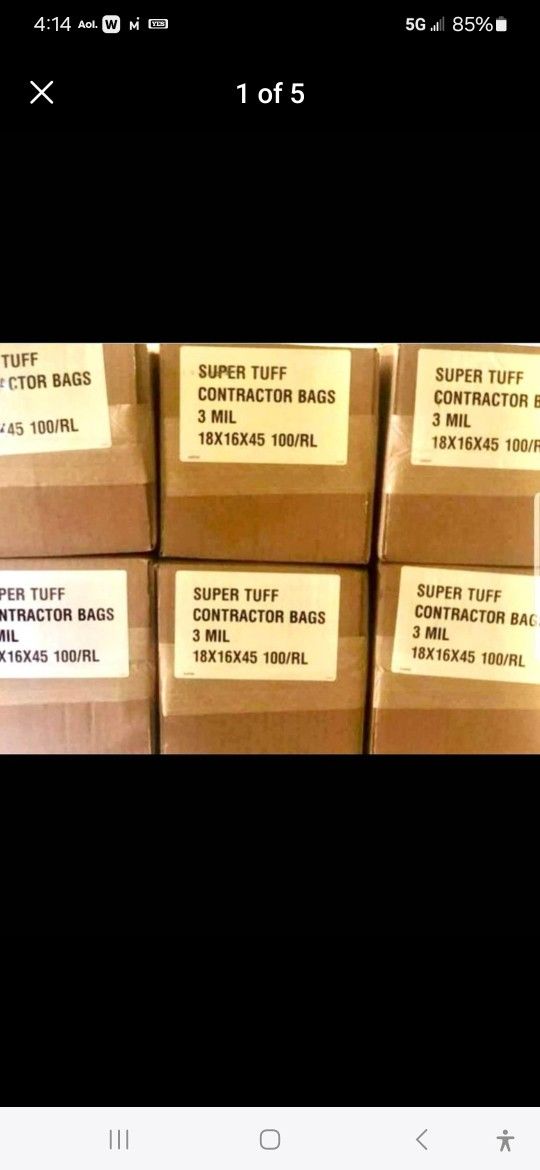 4:14 Aol. W M YES 5G 85%
1 of 5
TUFF
CTOR BAGS
45 100/RL
SUPER TUFF
CONTRACTOR BAGS
3 MIL
18X16X45 100/RL
SUPER TUFF
CONTRACTOR B
3 MIL
18X16X45 100/R
PER TUFF
NTRACTOR BAGS
MIL
X16X45 100/RL
SUPER TUFF
CONTRACTOR BAGS
3 MIL
18X16X45 100/RL
SUPER TUFF
CONTRACTOR BAG
3 MIL
18X16X45 100/RL